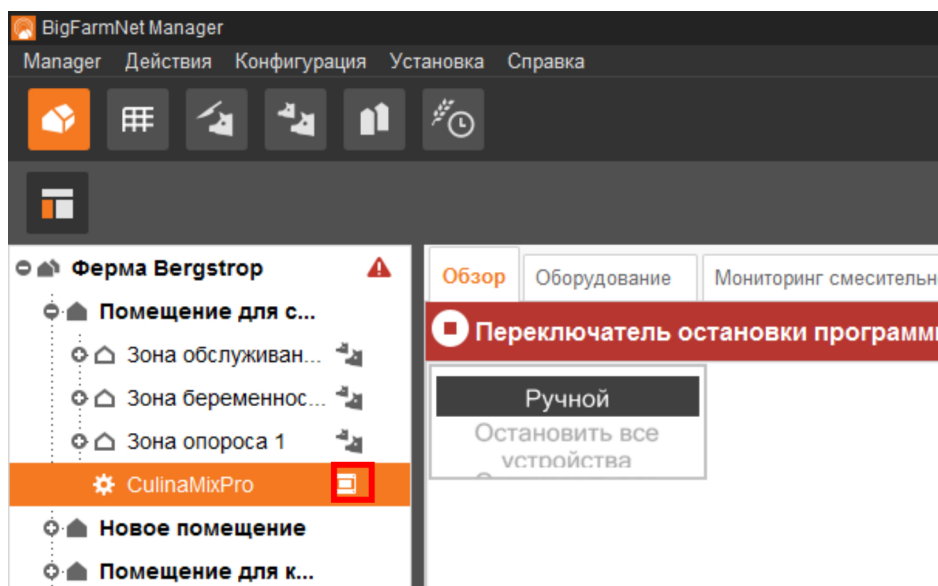 BigFarmNet Manager
Manager Действия Конфигурация Установка Справка
Ферма Bergstrop
Помещение для с...
Зона обслуживан...
Зона беременнос...
Зона опороса 1
CulinaMixPro
Новое помещение
Помещение для к...
Обзор Оборудование Мониторинг смесительн
Переключатель остановки программ
Ручной
Остановить все
устройства